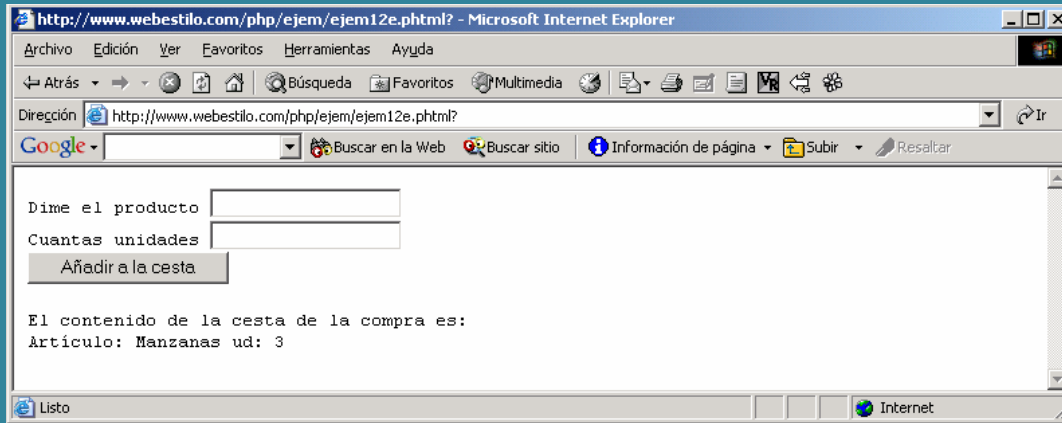 http://www.webestilo.com/php/ejem/ejem12e.phtml? - Microsoft Internet Explorer
Archivo Edición Ver Favoritos Herramientas Ayuda
Atrás Búsqueda Favoritos Multimedia
Dirección http://www.webestilo.com/php/ejem/ejem12e.phtml? Ir
Google Buscar en la Web Buscar sitio Información de página Subir Resaltar
Dime el producto
Cuantas unidades
Añadir a la cesta
El contenido de la cesta de la compra es:
Artículo: Manzanas ud: 3
Listo Internet